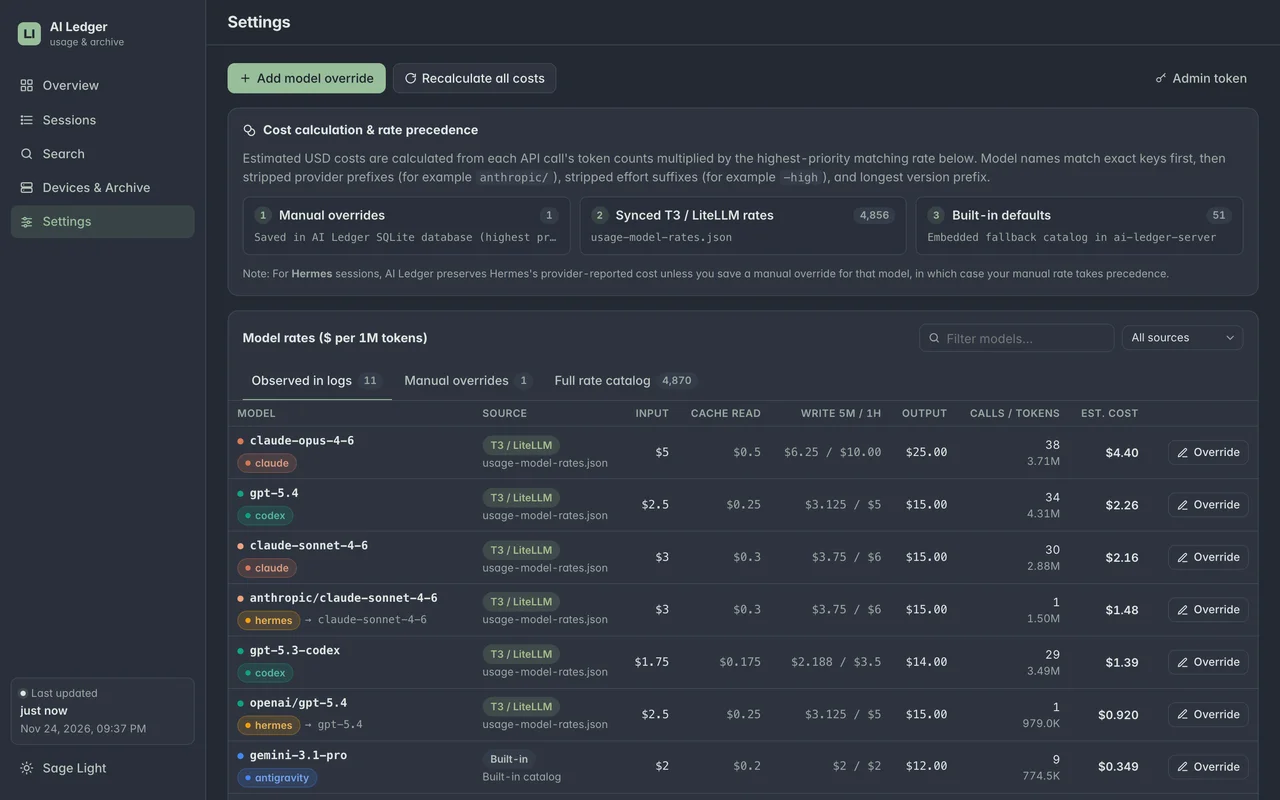 LI
AI Ledger
usage & archive
Overview
Sessions
Search
Devices & Archive
Settings
Last updated
just now
Nov 24, 2026, 09:37 PM
Sage Light
Settings
+ Add model override
Recalculate all costs
Admin token
Cost calculation & rate precedence
Estimated USD costs are calculated from each API call's token counts multiplied by the highest-priority matching rate below. Model names match exact keys first, then
stripped provider prefixes (for example anthropic/ ), stripped effort suffixes (for example -high ), and longest version prefix.
1 Manual overrides 1
Saved in AI Ledger SQLite database (highest pr…
2 Synced T3 / LiteLLM rates 4,856
usage-model-rates.json
3 Built-in defaults 51
Embedded fallback catalog in ai-ledger-server
Note: For Hermes sessions, AI Ledger preserves Hermes's provider-reported cost unless you save a manual override for that model, in which case your manual rate takes precedence.
Model rates ($ per 1M tokens)
Filter models...
All sources
Observed in logs 11
Manual overrides 1
Full rate catalog 4,870
MODEL SOURCE INPUT CACHE READ WRITE 5M / 1H OUTPUT CALLS / TOKENS EST. COST
claude-opus-4-6
claude
T3 / LiteLLM
usage-model-rates.json
$5 $0.5 $6.25 / $10.00 $25.00
38
3.71M
$4.40 Override
gpt-5.4
codex
T3 / LiteLLM
usage-model-rates.json
$2.5 $0.25 $3.125 / $5 $15.00
34
4.31M
$2.26 Override
claude-sonnet-4-6
claude
T3 / LiteLLM
usage-model-rates.json
$3 $0.3 $3.75 / $6 $15.00
30
2.88M
$2.16 Override
anthropic/claude-sonnet-4-6
hermes → claude-sonnet-4-6
T3 / LiteLLM
usage-model-rates.json
$3 $0.3 $3.75 / $6 $15.00
1
1.50M
$1.48 Override
gpt-5.3-codex
codex
T3 / LiteLLM
usage-model-rates.json
$1.75 $0.175 $2.188 / $3.5 $14.00
29
3.49M
$1.39 Override
openai/gpt-5.4
hermes → gpt-5.4
T3 / LiteLLM
usage-model-rates.json
$2.5 $0.25 $3.125 / $5 $15.00
1
979.0K
$0.920 Override
gemini-3.1-pro
antigravity
Built-in
Built-in catalog
$2 $0.2 $2 / $2 $12.00
9
774.5K
$0.349 Override